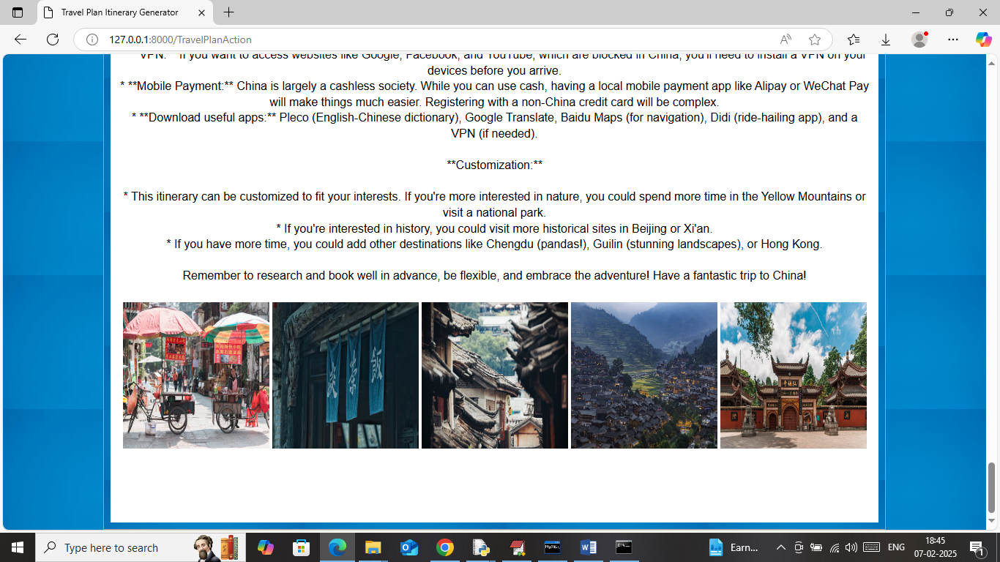 Travel Plan Itinerary Generator
127.0.0.1:8000/TravelPlanAction
VPN: * If you want to access websites like Google, Facebook, and YouTube, which are blocked in China, you'll need to install a VPN on your
devices before you arrive.
* **Mobile Payment:** China is largely a cashless society. While you can use cash, having a local mobile payment app like Alipay or WeChat Pay
will make things much easier. Registering with a non-China credit card will be complex.
* **Download useful apps:** Pleco (English-Chinese dictionary), Google Translate, Baidu Maps (for navigation), Didi (ride-hailing app), and a
VPN (if needed).
**Customization:**
* This itinerary can be customized to fit your interests. If you're more interested in nature, you could spend more time in the Yellow Mountains or
visit a national park.
* If you're interested in history, you could visit more historical sites in Beijing or Xi'an.
* If you have more time, you could add other destinations like Chengdu (pandas!), Guilin (stunning landscapes), or Hong Kong.
Remember to research and book well in advance, be flexible, and embrace the adventure! Have a fantastic trip to China!
飯
Type here to search
MySQL
Earn...
ENG
18:45
07-02-2025
1